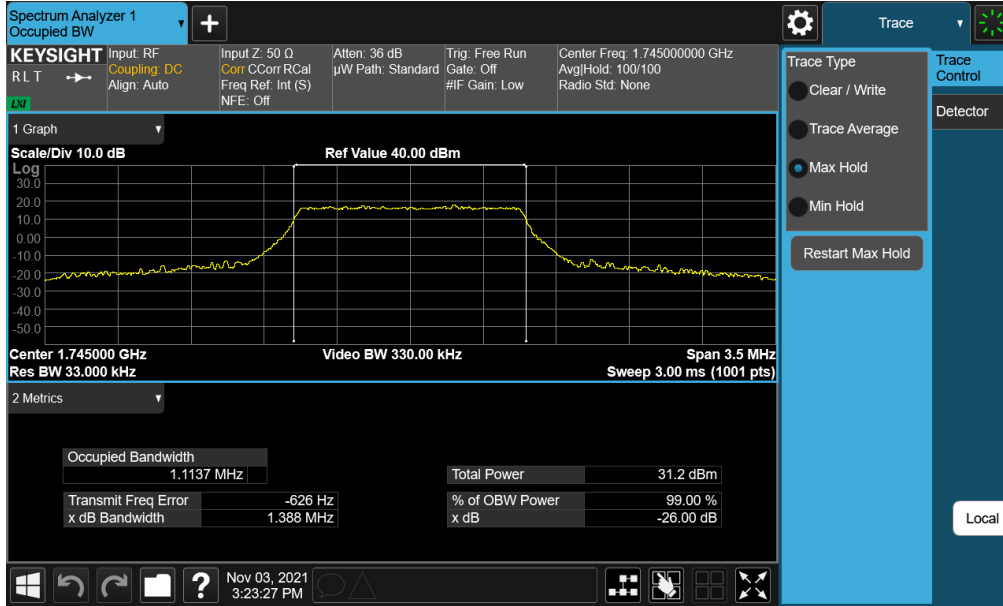 Spectrum Analyzer 1
Occupied BW
Trace
KEYSIGHT
R L T
LXI
Input: RF
Coupling: DC
Align: Auto
Input Z: 50 Ω
Corr CCorr RCal
Freq Ref: Int (S)
NFE: Off
Atten: 36 dB
µW Path: Standard
Trig: Free Run
Gate: Off
#IF Gain: Low
Center Freq: 1.745000000 GHz
Avg|Hold: 100/100
Radio Std: None
1 Graph
Scale/Div 10.0 dB
Ref Value 40.00 dBm
Log
30.0
20.0
10.0
0.00
-10.0
-20.0
-30.0
-40.0
-50.0
Center 1.745000 GHz
Video BW 330.00 kHz
Span 3.5 MHz
Res BW 33.000 kHz
Sweep 3.00 ms (1001 pts)
2 Metrics
Occupied Bandwidth
1.1137 MHz
Total Power 31.2 dBm
Transmit Freq Error -626 Hz
% of OBW Power 99.00 %
x dB Bandwidth 1.388 MHz
x dB -26.00 dB
Nov 03, 2021
3:23:27 PM
Trace Type
Clear / Write
Trace Average
Max Hold
Min Hold
Restart Max Hold
Trace
Control
Detector
Local